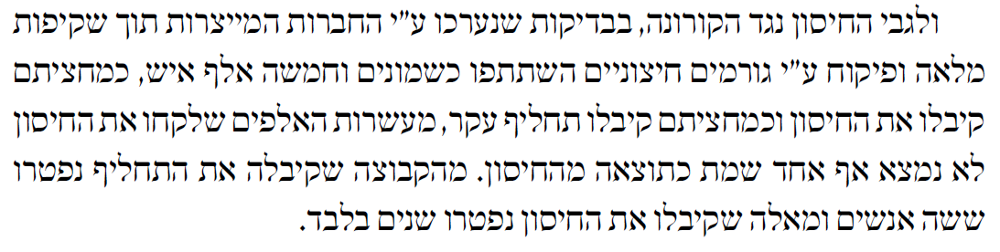 ולגבי החיסון נגד הקורונה, בבדיקות שנערכו ע"י החברות המייצרות תוך שקיפות
מלאה ופיקוח ע"י גורמים חיצוניים השתתפו כשמונים וחמשה אלף איש, כמחציתם
קיבלו את החיסון וכמחציתם קיבלו תחליף עקר, מעשרות האלפים שלקחו את החיסון
לא נמצא אף אחד שמת כתוצאה מהחיסון. מהקבוצה שקיבלה את התחליף נפטרו
ששה אנשים ומאלה שקיבלו את החיסון נפטרו שנים בלבד.